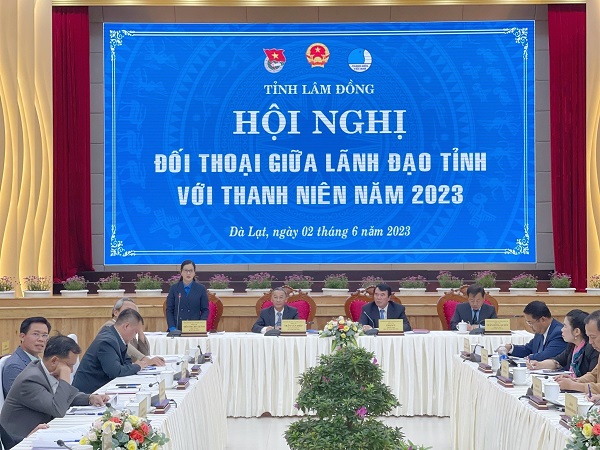 TỈNH LÂM ĐỒNG
HỘI NGHỊ
ĐỐI THOẠI GIỮA LÃNH ĐẠO TỈNH
VỚI THANH NIÊN NĂM 2023
Đà Lạt, ngày 02 tháng 6 năm 2023